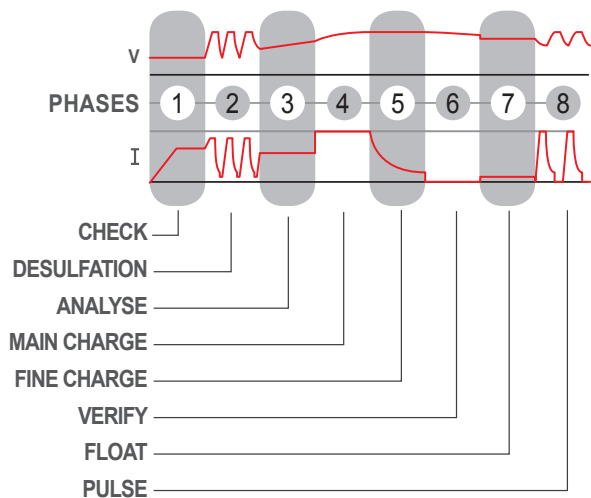 V
PHASES 1 2 3 4 5 6 7 8
I
CHECK
DESULFATION
ANALYSE
MAIN CHARGE
FINE CHARGE
VERIFY
FLOAT
PULSE